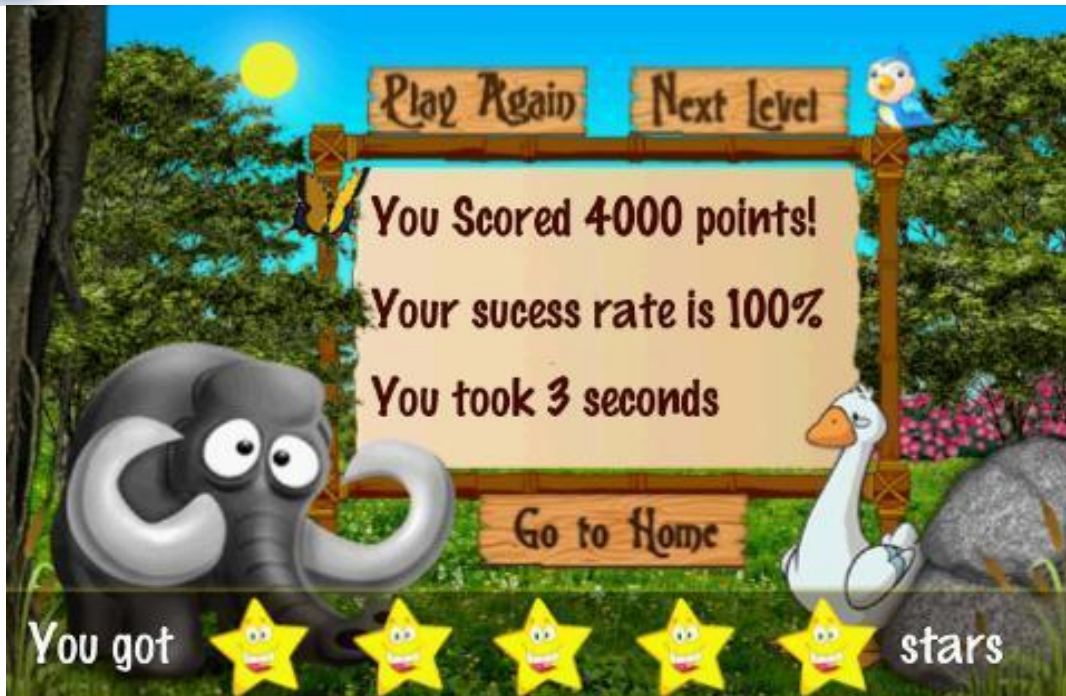 Play Again
Next Level
You Scored 4000 points!
Your sucess rate is 100%
You took 3 seconds
Go to Home
You got stars